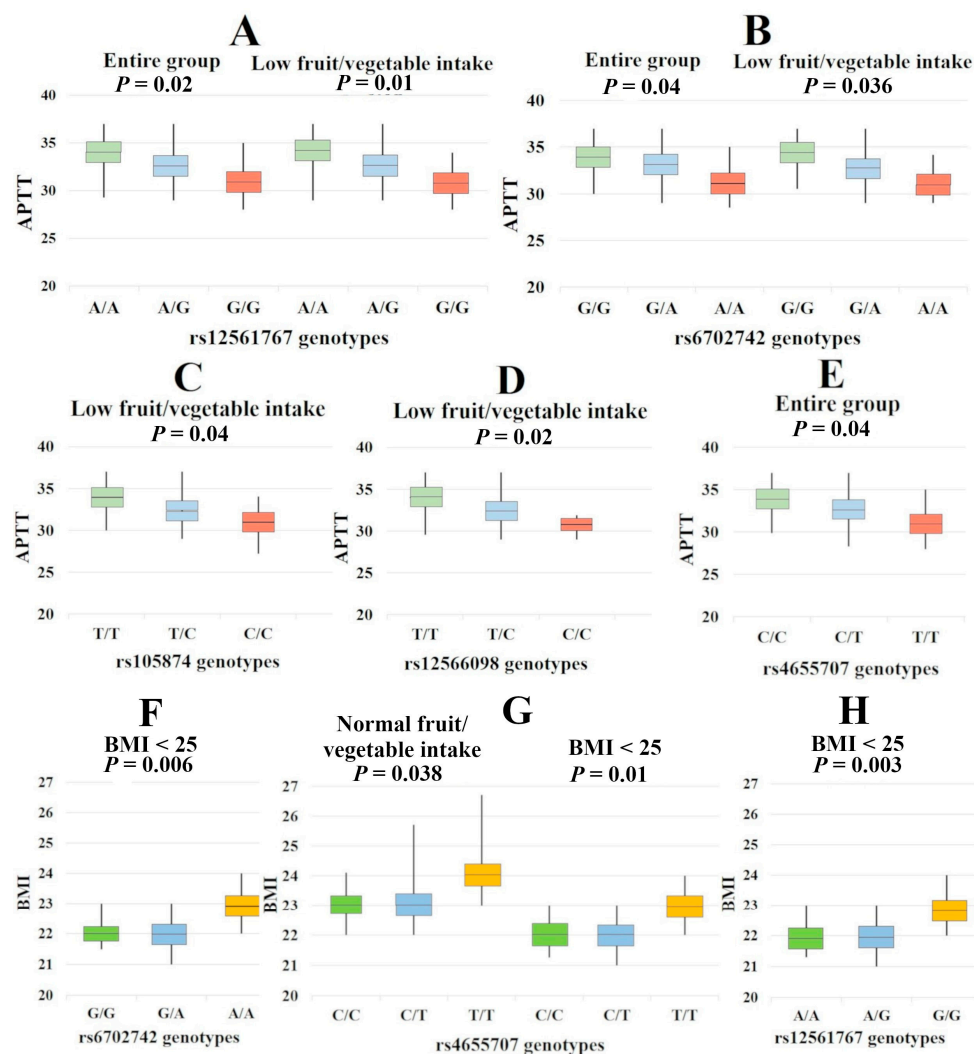 A
Entire group
P = 0.02
Low fruit/vegetable intake
P = 0.01
APTT
40
35
30
25
20
A/A A/G G/G A/A A/G G/G
rs12561767 genotypes
B
Entire group
P = 0.04
Low fruit/vegetable intake
P = 0.036
APTT
40
35
30
25
20
G/G G/A A/A G/G G/A A/A
rs6702742 genotypes
C
Low fruit/vegetable intake
P = 0.04
APTT
40
35
30
25
20
T/T T/C C/C
rs105874 genotypes
D
Low fruit/vegetable intake
P = 0.02
APTT
40
35
30
25
20
T/T T/C C/C
rs12566098 genotypes
E
Entire group
P = 0.04
APTT
40
35
30
25
20
C/C C/T T/T
rs4655707 genotypes
F
BMI < 25
P = 0.006
BMI
27
26
25
24
23
22
21
20
G/G G/A A/A
rs6702742 genotypes
G
Normal fruit/
vegetable intake
P = 0.038
BMI < 25
P = 0.01
BMI
27
26
25
24
23
22
21
20
C/C C/T T/T C/C C/T T/T
rs4655707 genotypes
H
BMI < 25
P = 0.003
BMI
27
26
25
24
23
22
21
20
A/A A/G G/G
rs12561767 genotypes